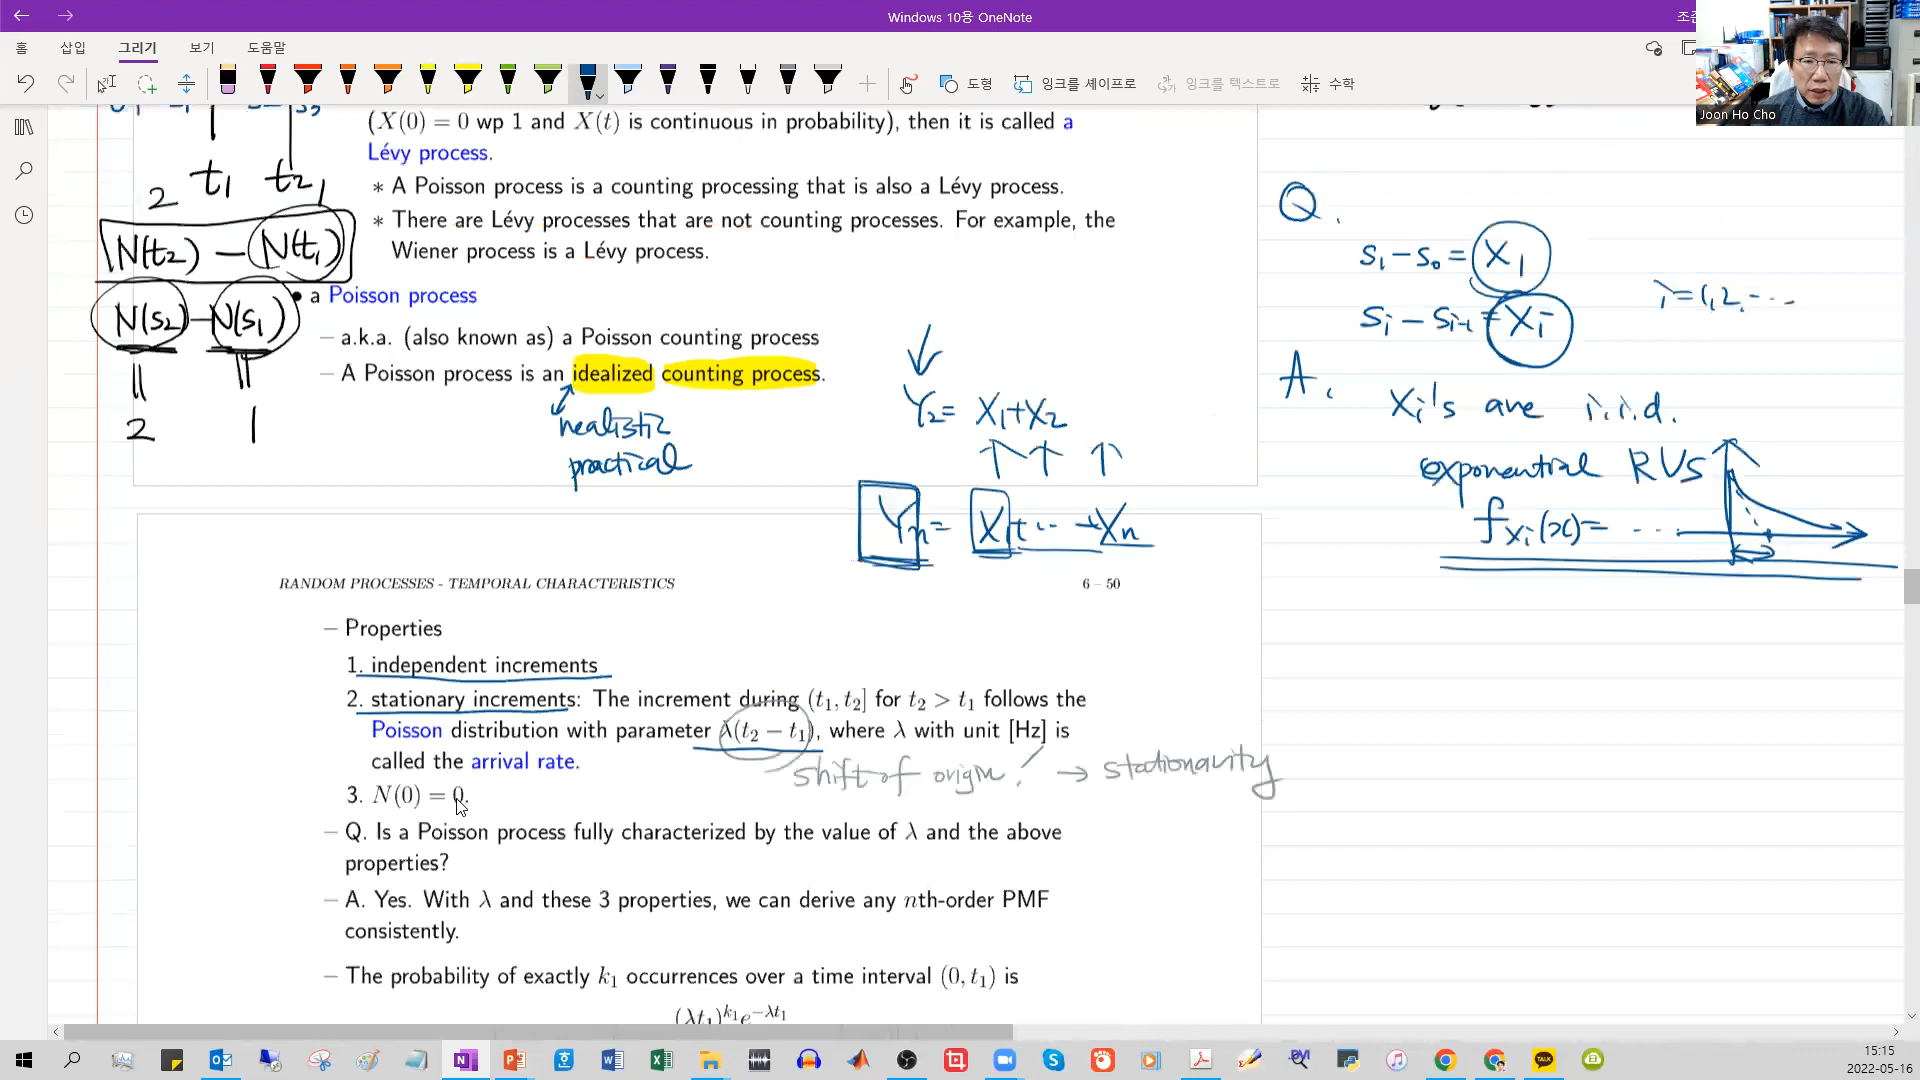 Windows 10용 OneNote
홈 삽입 그리기 보기 도움말
도형 잉크를 셰이프로 잉크를 텍스트로 수학
Joon Ho Cho
(X(0) = 0 wp 1 and X(t) is continuous in probability), then it is called a
Lévy process.
∗ A Poisson process is a counting processing that is also a Lévy process.
∗ There are Lévy processes that are not counting processes. For example, the
Wiener process is a Lévy process.
• a Poisson process
– a.k.a. (also known as) a Poisson counting process
– A Poisson process is an idealized counting process.
realistic
practical
2 t₁ t₂
N(t₂) – N(t₁)
N(s₂) – N(s₁)
2 1
Y₂ = X₁+X₂
Yₙ = X₁+ ··· +Xₙ
Q.
S₁ – S₀ = X₁
Sᵢ – Sᵢ₋₁ = Xᵢ
i=1,2,...
A.
Xᵢ's are i.i.d.
exponential RVs
f_Xᵢ(x) = ...
RANDOM PROCESSES - TEMPORAL CHARACTERISTICS 6 – 50
– Properties
1. independent increments
2. stationary increments: The increment during (t₁, t₂] for t₂ > t₁ follows the
Poisson distribution with parameter λ(t₂ − t₁), where λ with unit [Hz] is
called the arrival rate.
shift of origin! → stationarity
3. N(0) = 0.
– Q. Is a Poisson process fully characterized by the value of λ and the above
properties?
– A. Yes. With λ and these 3 properties, we can derive any nth-order PMF
consistently.
– The probability of exactly k₁ occurrences over a time interval (0, t₁) is
(λt₁)^k₁ e^−λt₁
15:15
2022-05-16